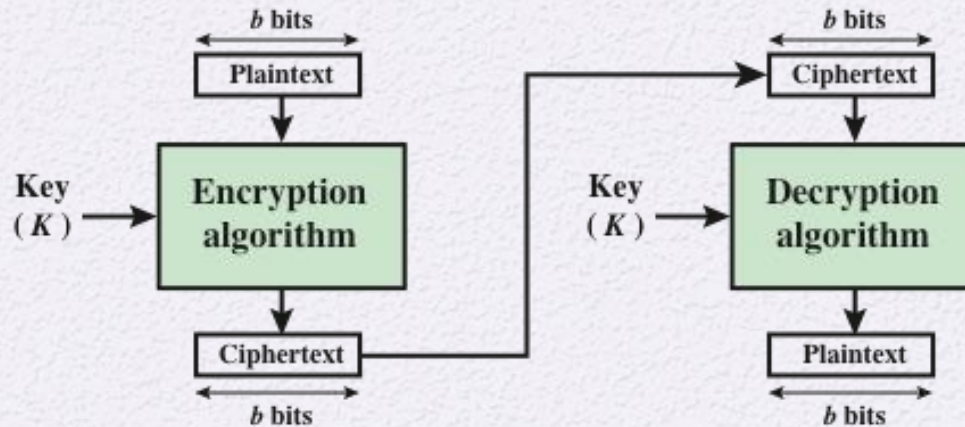 b bits
Plaintext
Key
(K)
Encryption
algorithm
Ciphertext
b bits
b bits
Ciphertext
Key
(K)
Decryption
algorithm
Plaintext
b bits